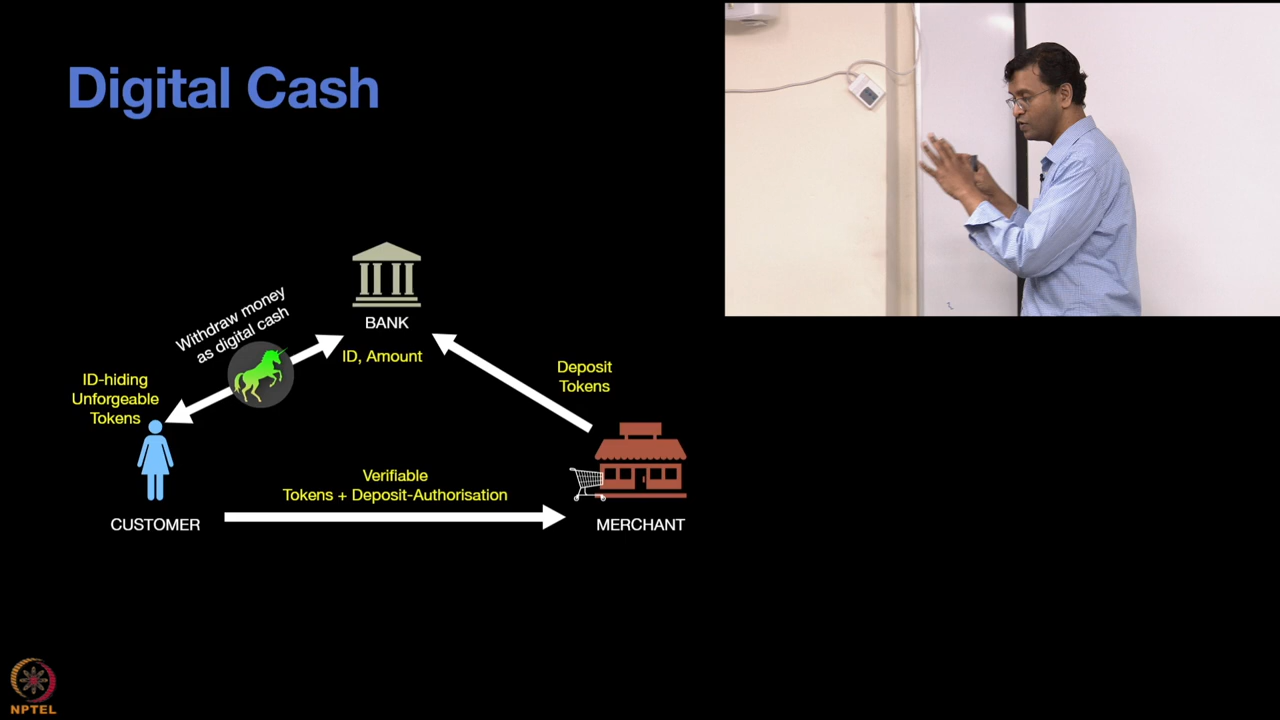 Digital Cash
Withdraw money
as digital cash
BANK
ID, Amount
ID-hiding
Unforgeable
Tokens
Deposit
Tokens
Verifiable
Tokens + Deposit-Authorisation
CUSTOMER
MERCHANT
NPTEL